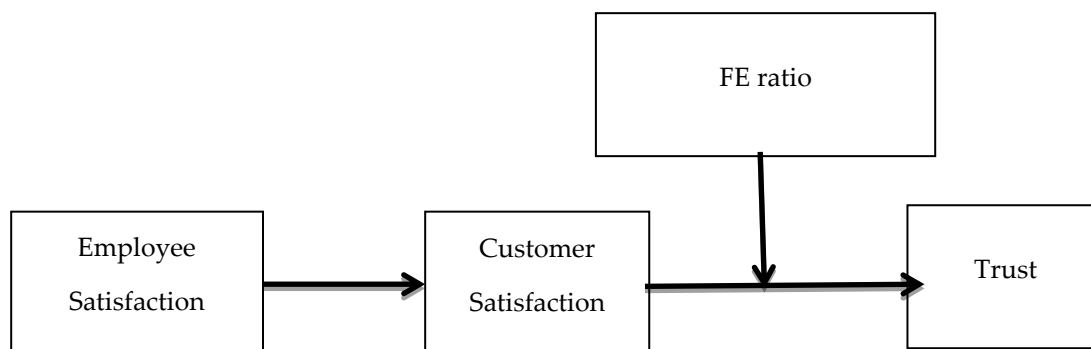 FE ratio
Employee
Satisfaction
Customer
Satisfaction
Trust